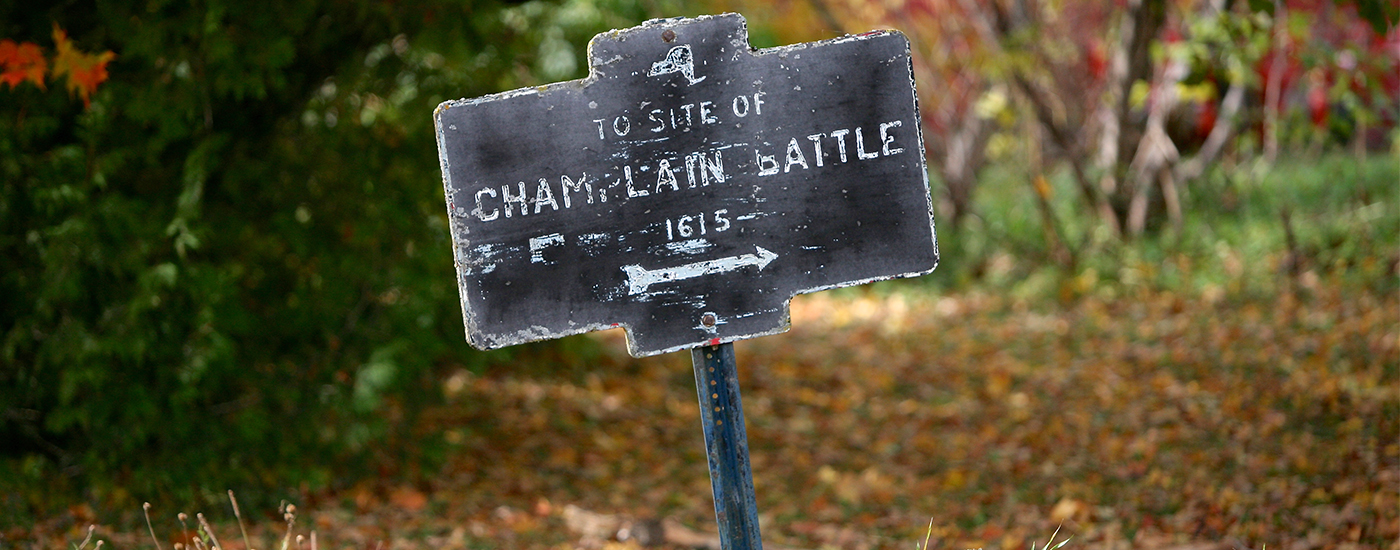 TO SITE OF
CHAMPLAIN BATTLE
1615